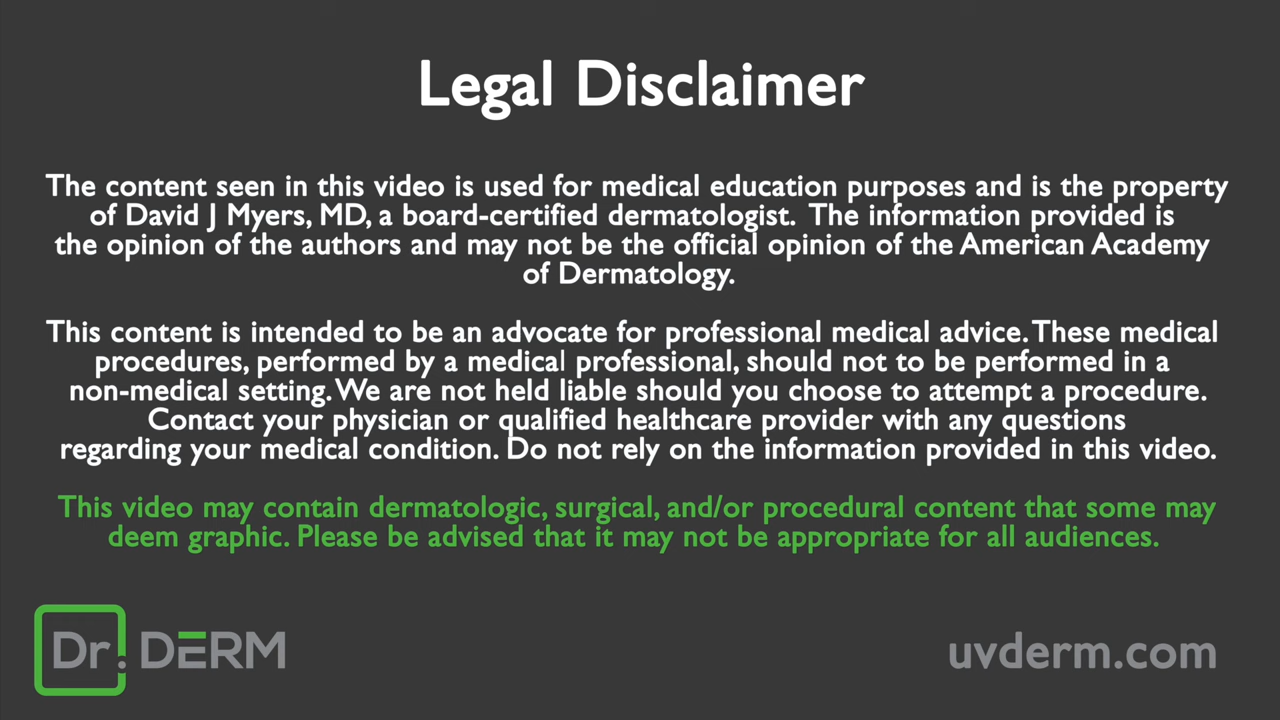 Legal Disclaimer
The content seen in this video is used for medical education purposes and is the property
of David J Myers, MD, a board-certified dermatologist. The information provided is
the opinion of the authors and may not be the official opinion of the American Academy
of Dermatology.
This content is intended to be an advocate for professional medical advice. These medical
procedures, performed by a medical professional, should not to be performed in a
non-medical setting. We are not held liable should you choose to attempt a procedure.
Contact your physician or qualified healthcare provider with any questions
regarding your medical condition. Do not rely on the information provided in this video.
This video may contain dermatologic, surgical, and/or procedural content that some may
deem graphic. Please be advised that it may not be appropriate for all audiences.
Dr. DERM
uvderm.com